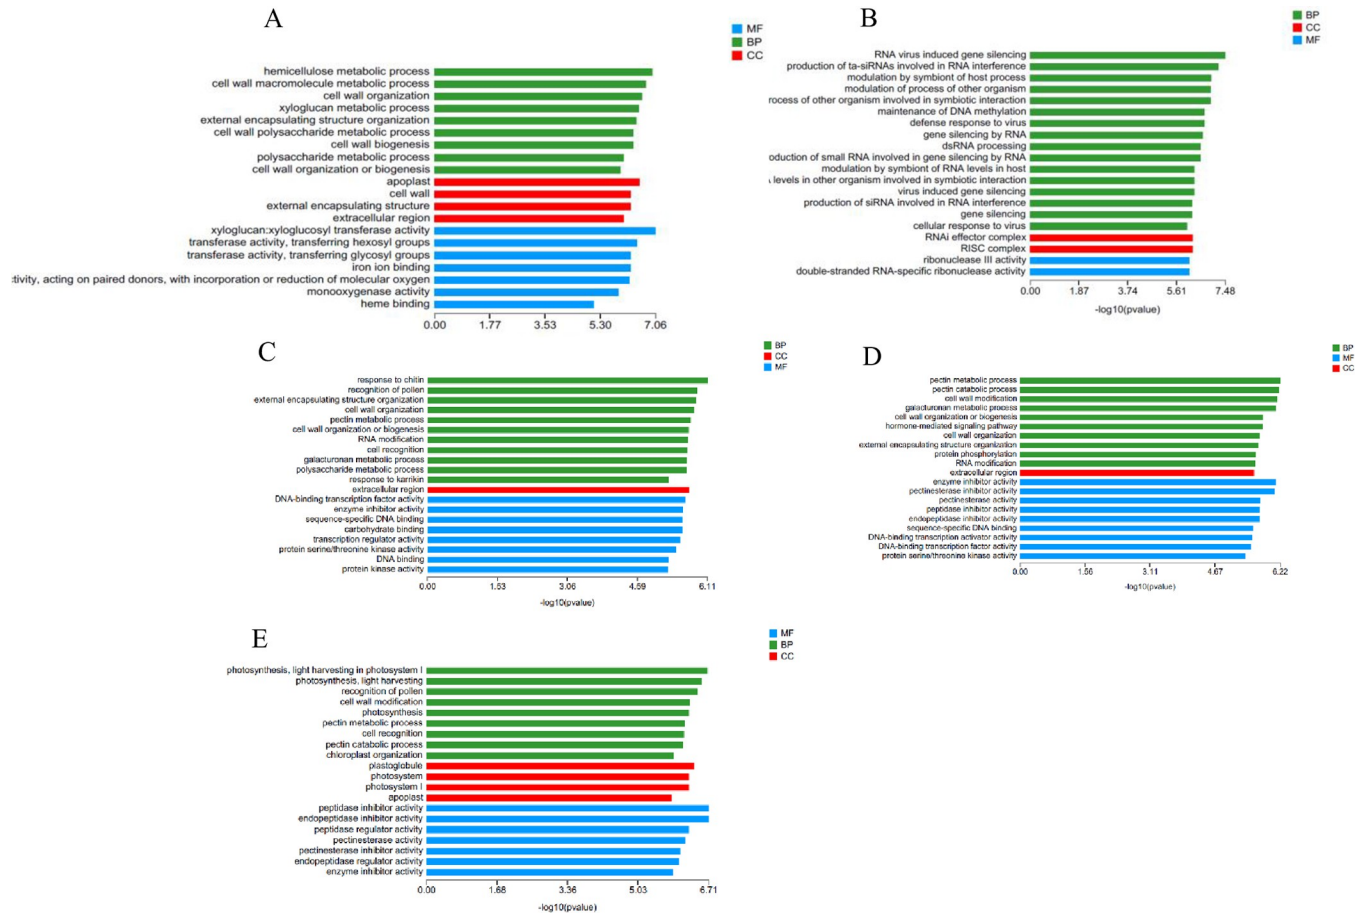 A
MF
BP
CC
hemicellulose metabolic process
cell wall macromolecule metabolic process
cell wall organization
xyloglucan metabolic process
external encapsulating structure organization
cell wall polysaccharide metabolic process
cell wall biogenesis
polysaccharide metabolic process
cell wall organization or biogenesis
apoplast
cell wall
external encapsulating structure
extracellular region
xyloglucan:xyloglucosyl transferase activity
transferase activity, transferring hexosyl groups
transferase activity, transferring glycosyl groups
iron ion binding
ctivity, acting on paired donors, with incorporation or reduction of molecular oxygen
monooxygenase activity
heme binding
0.00 1.77 3.53 5.30 7.06
B
BP
CC
MF
RNA virus induced gene silencing
production of ta-siRNAs involved in RNA interference
modulation by symbiont of host process
modulation of process of other organism
rocess of other organism involved in symbiotic interaction
maintenance of DNA methylation
defense response to virus
gene silencing by RNA
dsRNA processing
oduction of small RNA involved in gene silencing by RNA
modulation by symbiont of RNA levels in host
levels in other organism involved in symbiotic interaction
virus induced gene silencing
production of siRNA involved in RNA interference
gene silencing
cellular response to virus
RNAi effector complex
RISC complex
ribonuclease III activity
double-stranded RNA-specific ribonuclease activity
0.00 1.87 3.74 5.61 7.48
-log10(pvalue)
C
BP
CC
MF
response to chitin
recognition of pollen
external encapsulating structure organization
cell wall organization
pectin metabolic process
cell wall organization or biogenesis
RNA modification
cell recognition
galacturonan metabolic process
polysaccharide metabolic process
response to karrikin
extracellular region
DNA-binding transcription factor activity
enzyme inhibitor activity
sequence-specific DNA binding
carbohydrate binding
transcription regulator activity
protein serine/threonine kinase activity
DNA binding
protein kinase activity
0.00 1.53 3.06 4.59 6.11
-log10(pvalue)
D
BP
MF
CC
pectin metabolic process
pectin catabolic process
cell wall modification
galacturonan metabolic process
cell wall organization or biogenesis
hormone-mediated signaling pathway
cell wall organization
external encapsulating structure organization
protein phosphorylation
RNA modification
extracellular region
enzyme inhibitor activity
pectinesterase inhibitor activity
pectinesterase activity
peptidase inhibitor activity
endopeptidase inhibitor activity
sequence-specific DNA binding
DNA-binding transcription activator activity
DNA-binding transcription factor activity
protein serine/threonine kinase activity
0.00 1.56 3.11 4.67 6.22
-log10(pvalue)
E
MF
BP
CC
photosynthesis, light harvesting in photosystem I
photosynthesis, light harvesting
recognition of pollen
cell wall modification
photosynthesis
pectin metabolic process
cell recognition
pectin catabolic process
chloroplast organization
plastoglobule
photosystem
photosystem I
apoplast
peptidase inhibitor activity
endopeptidase inhibitor activity
peptidase regulator activity
pectinesterase activity
pectinesterase inhibitor activity
endopeptidase regulator activity
enzyme inhibitor activity
0.00 1.68 3.36 5.03 6.71
-log10(pvalue)